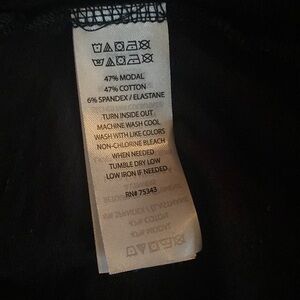 47% MODAL
47% COTTON
6% SPANDEX / ELASTANE
TURN INSIDE OUT
MACHINE WASH COOL
WASH WITH LIKE COLORS
NON-CHLORINE BLEACH
WHEN NEEDED
TUMBLE DRY LOW
LOW IRON IF NEEDED
RN# 75343